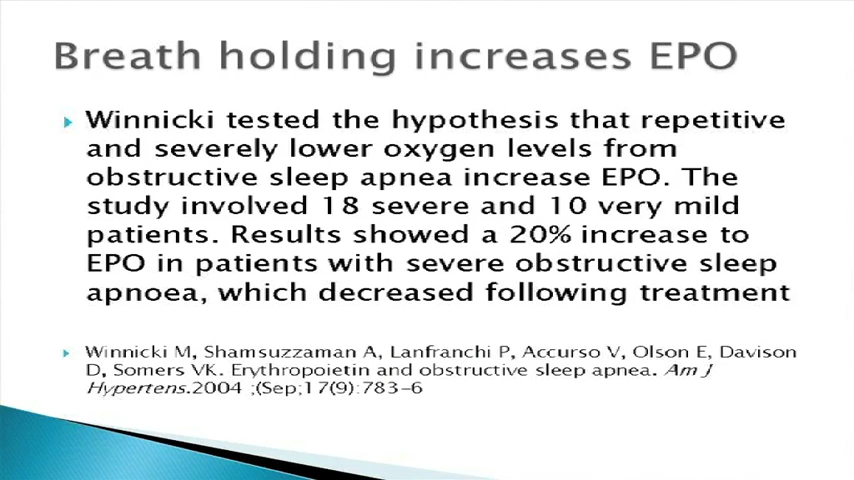 Breath holding increases EPO
Winnicki tested the hypothesis that repetitive
and severely lower oxygen levels from
obstructive sleep apnea increase EPO. The
study involved 18 severe and 10 very mild
patients. Results showed a 20% increase to
EPO in patients with severe obstructive sleep
apnoea, which decreased following treatment
Winnicki M, Shamsuzzaman A, Lanfranchi P, Accurso V, Olson E, Davison
D, Somers VK. Erythropoietin and obstructive sleep apnea. Am J
Hypertens.2004 ;(Sep;17(9):783-6